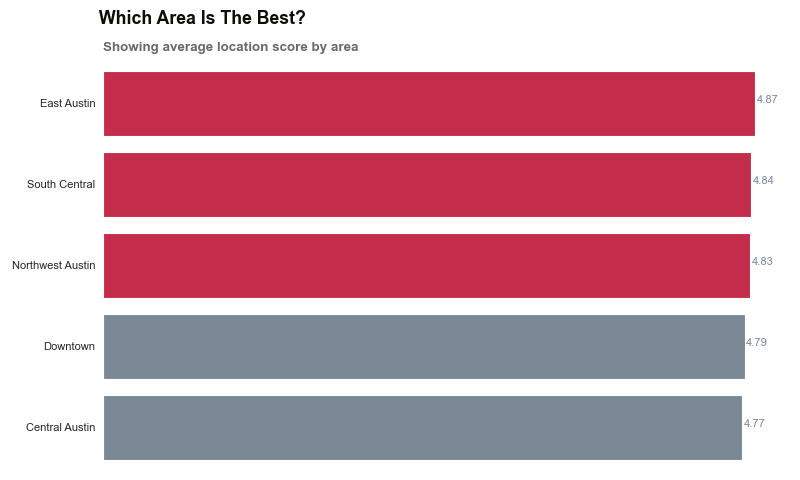 Which Area Is The Best?
Showing average location score by area
East Austin
4.87
South Central
4.84
Northwest Austin
4.83
Downtown
4.79
Central Austin
4.77